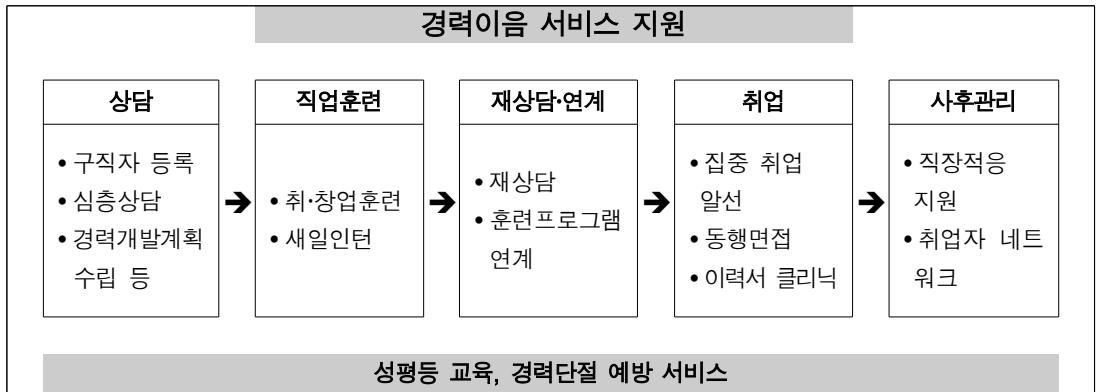 경력이음 서비스 지원
상담
• 구직자 등록
• 심층상담
• 경력개발계획
수립 등
직업훈련
• 취·창업훈련
• 새일인턴
재상담·연계
• 재상담
• 훈련프로그램
연계
취업
• 집중 취업
알선
• 동행면접
• 이력서 클리닉
사후관리
• 직장적응
지원
• 취업자 네트
워크
성평등 교육, 경력단절 예방 서비스